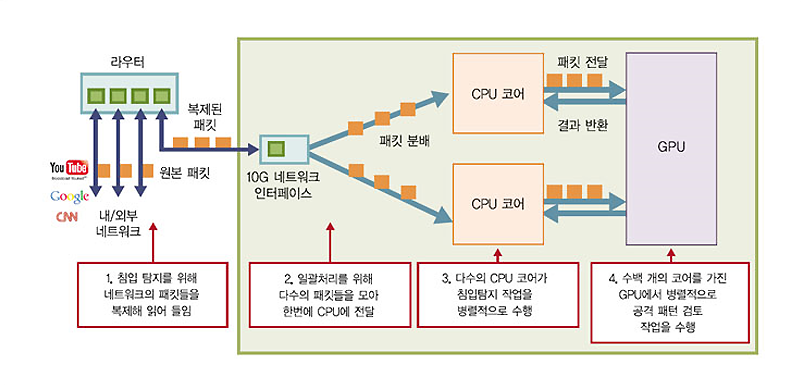 라우터
복제된
패킷
YouTube
Google
CNN
원본 패킷
내/외부
네트워크
10G 네트워크
인터페이스
패킷 분배
CPU 코어
CPU 코어
패킷 전달
결과 반환
GPU
1. 침입 탐지를 위해
네트워크의 패킷들을
복제해 읽어 들임
2. 일괄처리를 위해
다수의 패킷들을 모아
한번에 CPU에 전달
3. 다수의 CPU 코어가
침입탐지 작업을
병렬적으로 수행
4. 수백 개의 코어를 가진
GPU에서 병렬적으로
공격 패턴 검토
작업을 수행